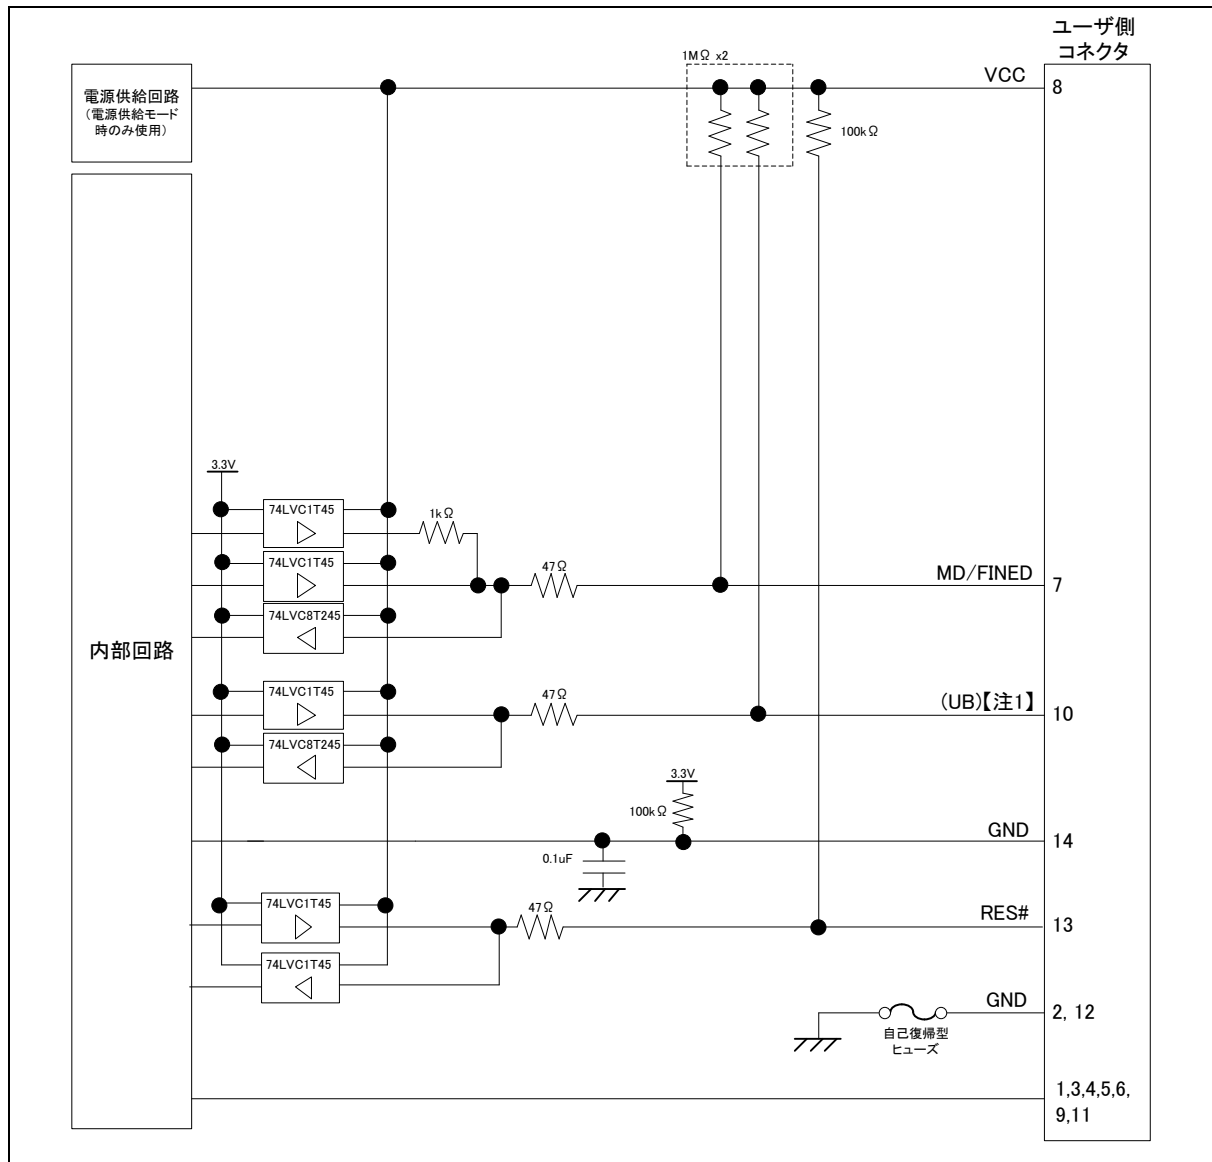 ユーザ側
コネクタ
1MΩ x2
VCC
8
電源供給回路
(電源供給モード
時のみ使用)
100kΩ
3.3V
74LVC1T45
1kΩ
74LVC1T45
47Ω
MD/FINED
7
74LVC8T245
内部回路
74LVC1T45
47Ω
(UB)【注1】
10
74LVC8T245
3.3V
100kΩ
GND
14
0.1uF
74LVC1T45
47Ω
RES#
13
74LVC1T45
GND
2, 12
自己復帰型
ヒューズ
1,3,4,5,6,
9,11